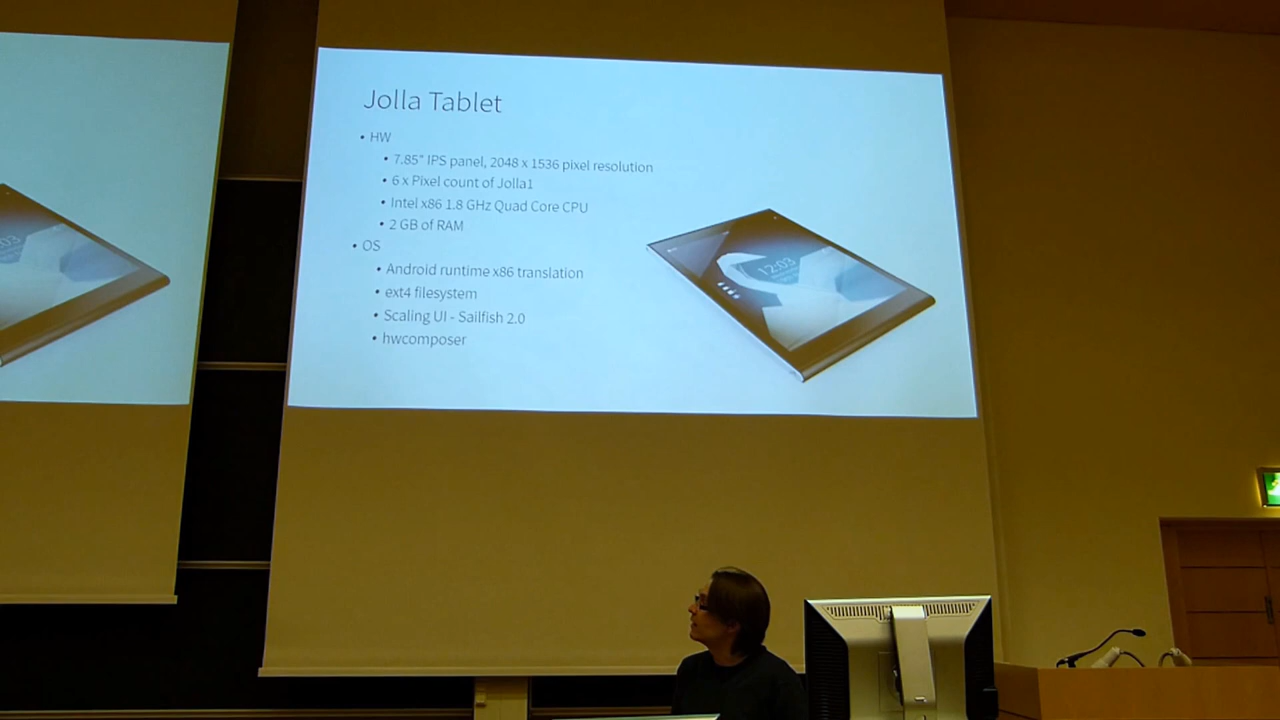 Jolla Tablet
• HW
• 7.85" IPS panel, 2048 x 1536 pixel resolution
• 6 x Pixel count of Jolla1
• Intel x86 1.8 GHz Quad Core CPU
• 2 GB of RAM
• OS
• Android runtime x86 translation
• ext4 filesystem
• Scaling UI - Sailfish 2.0
• hwcomposer
12:03